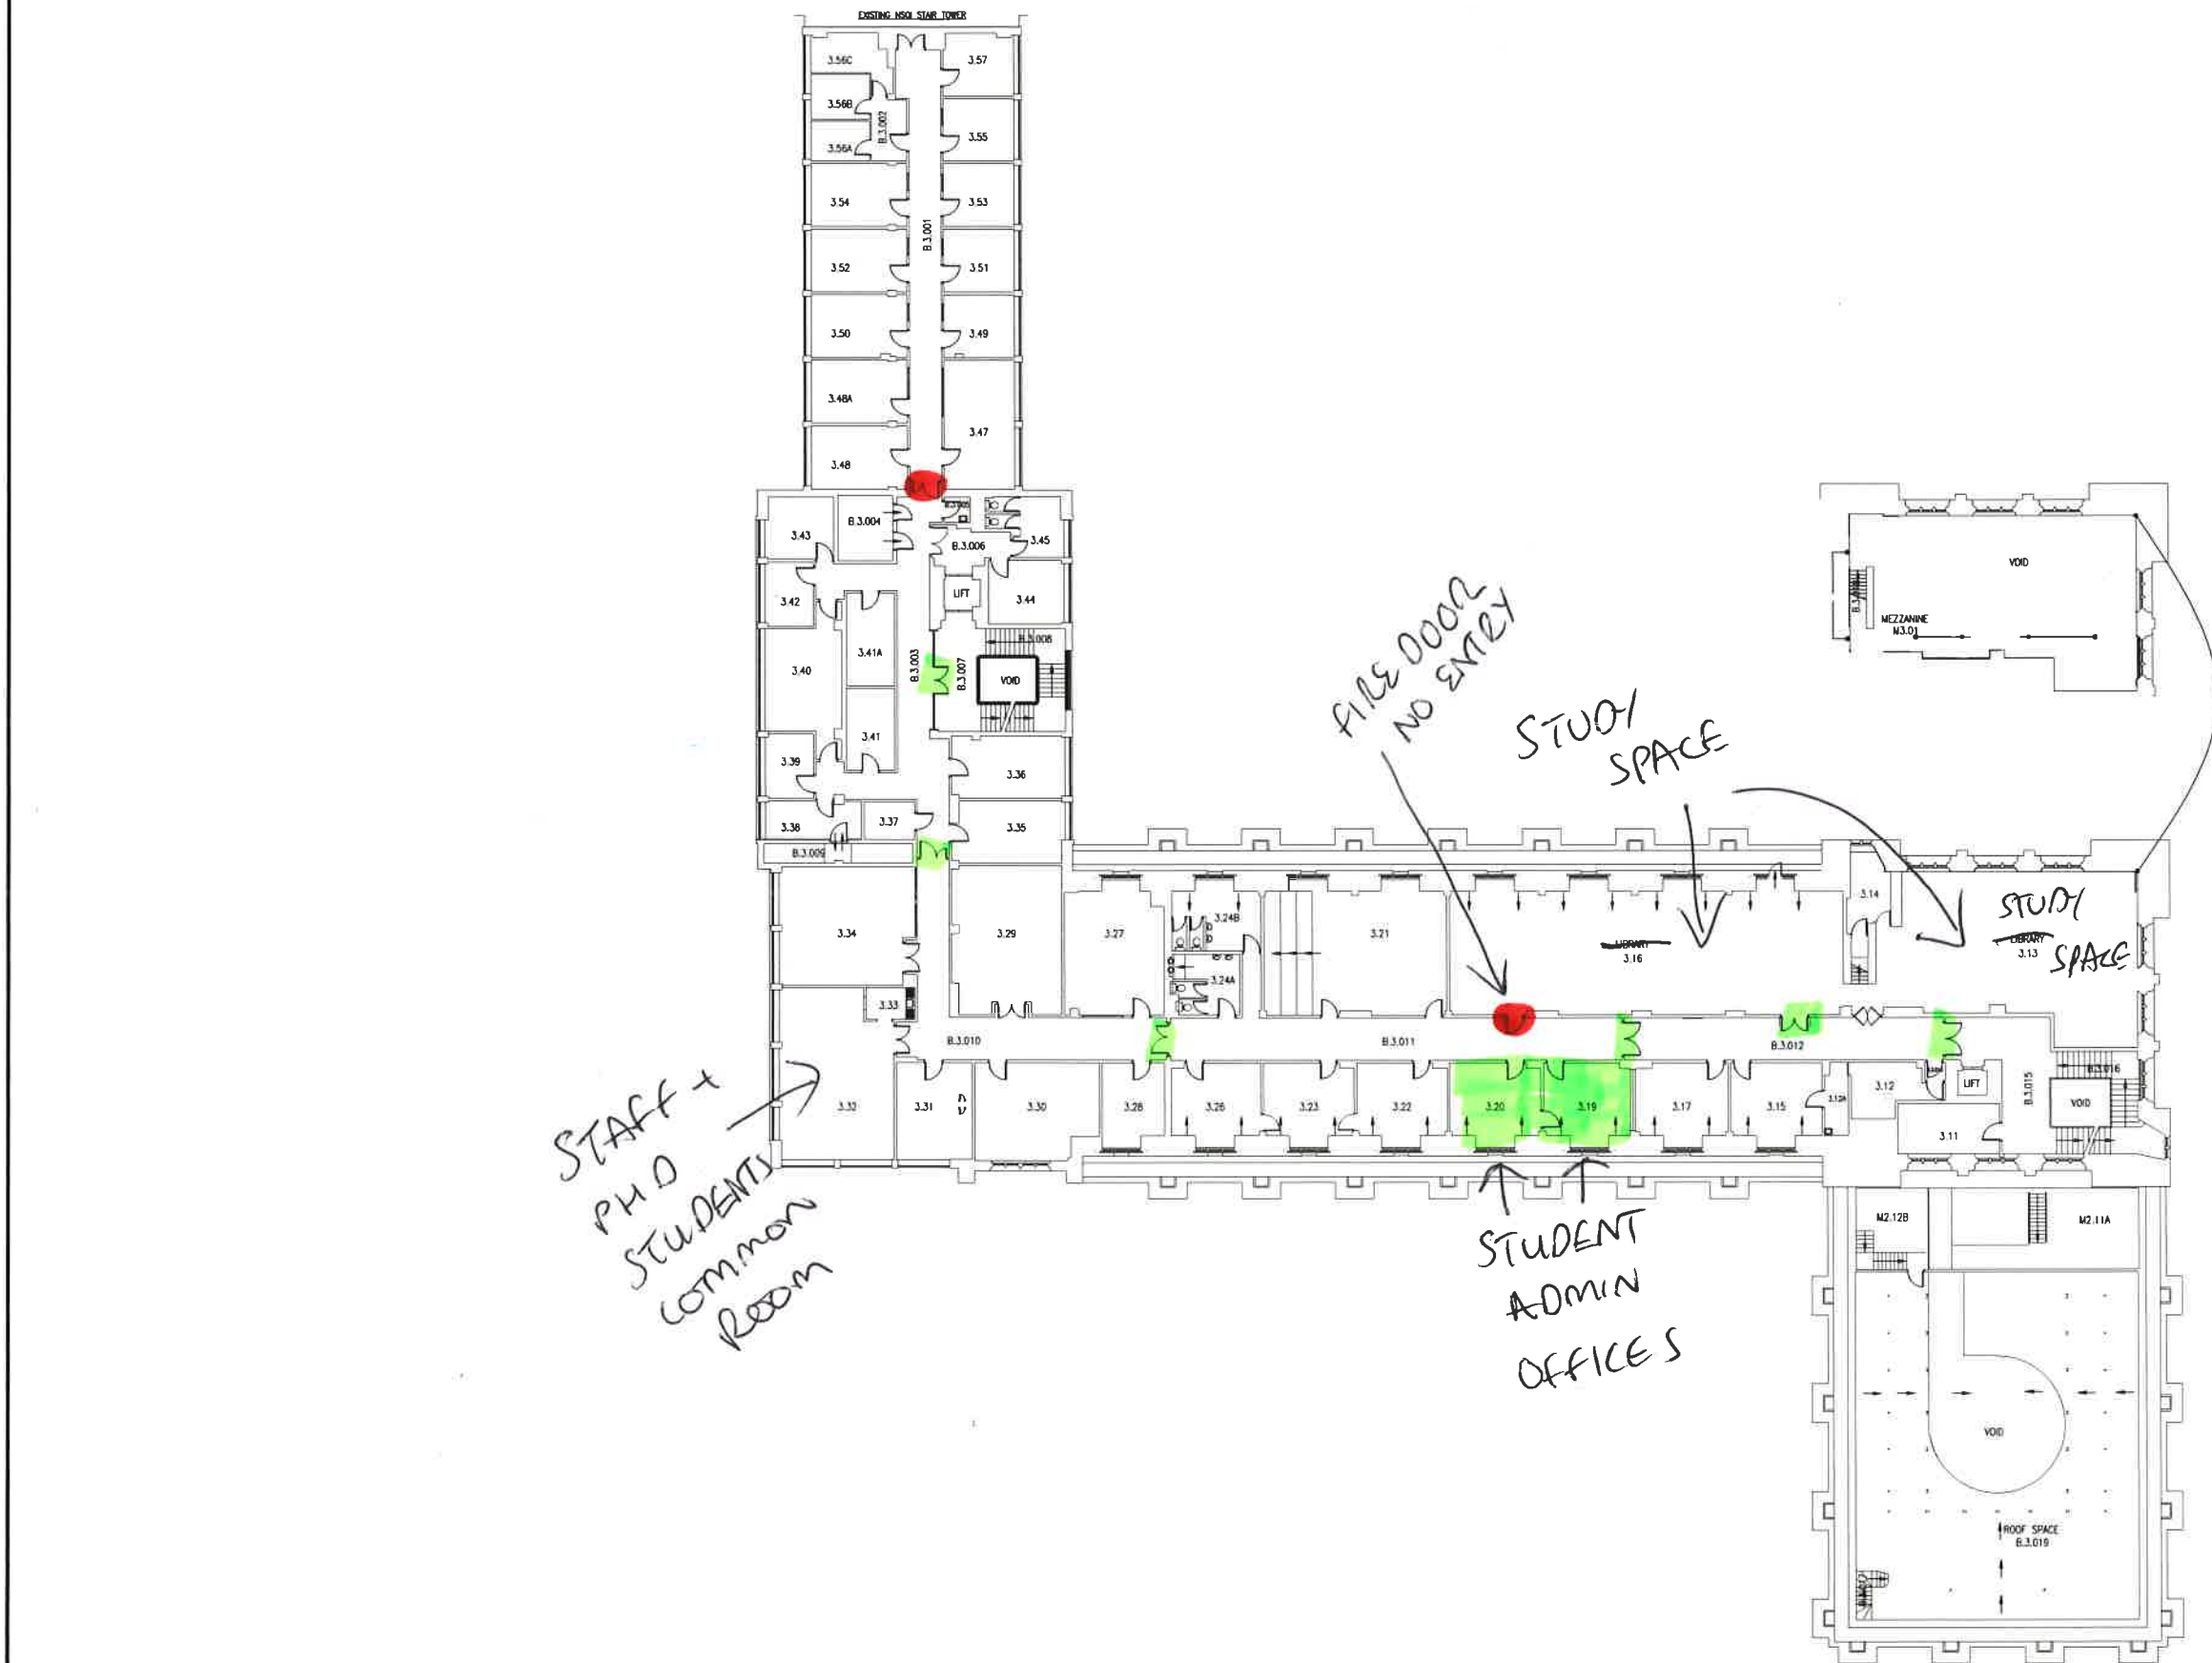 EXISTING NSQI STAIR TOWER
3.56C
3.57
3.56B
B.3.002
3.55
3.56A
3.54
3.53
B.3.001
3.52
3.51
3.50
3.49
3.48A
3.47
3.48
3.43
B.3.004
3.45
B.3.006
3.42
LIFT
3.44
3.41A
B.3.003
B.3.007
B.3.008
VOID
3.40
3.41
3.39
3.36
3.38
3.37
3.35
B.3.009
VOID
MEZZANINE
M3.01
FIRE DOOR
NO ENTRY
STUDY
SPACE
3.34
3.29
3.27
3.24B
3.21
LIBRARY
3.16
3.14
STUDY
LIBRARY
3.13
SPACE
3.24A
3.33
B.3.010
B.3.011
B.3.012
3.32
3.31
3.30
3.28
3.26
3.23
3.22
3.20
3.19
3.17
3.15
3.12A
3.12
LIFT
B.3.015
B.3.016
VOID
3.11
STAFF +
PHD
STUDENTS
COMMON
ROOM
STUDENT
ADMIN
OFFICES
M2.12B
M2.11A
VOID
ROOF SPACE
B.3.019